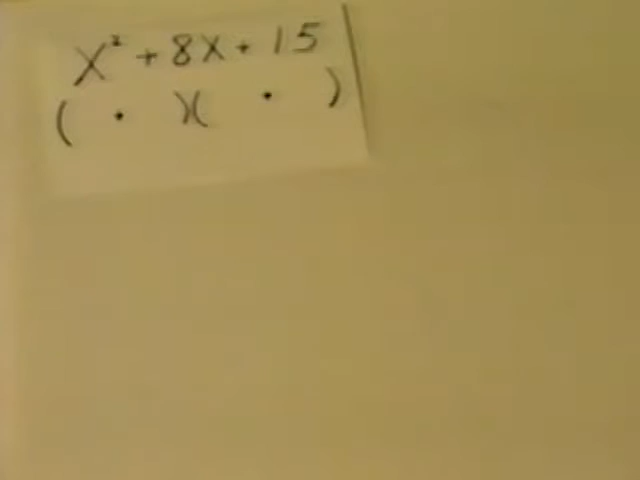 x² + 8x + 15
( · )( · )